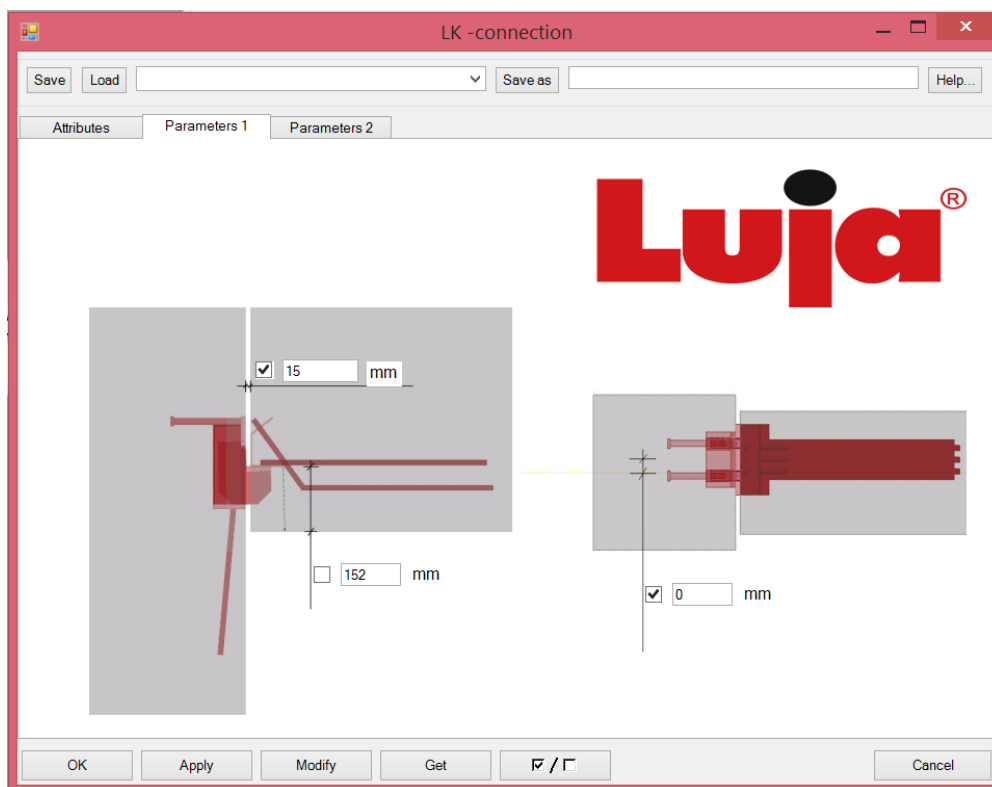 LK -connection
Save Load Save as Help...
Attributes Parameters 1 Parameters 2
Luja®
15 mm
152 mm
0 mm
OK Apply Modify Get / Cancel